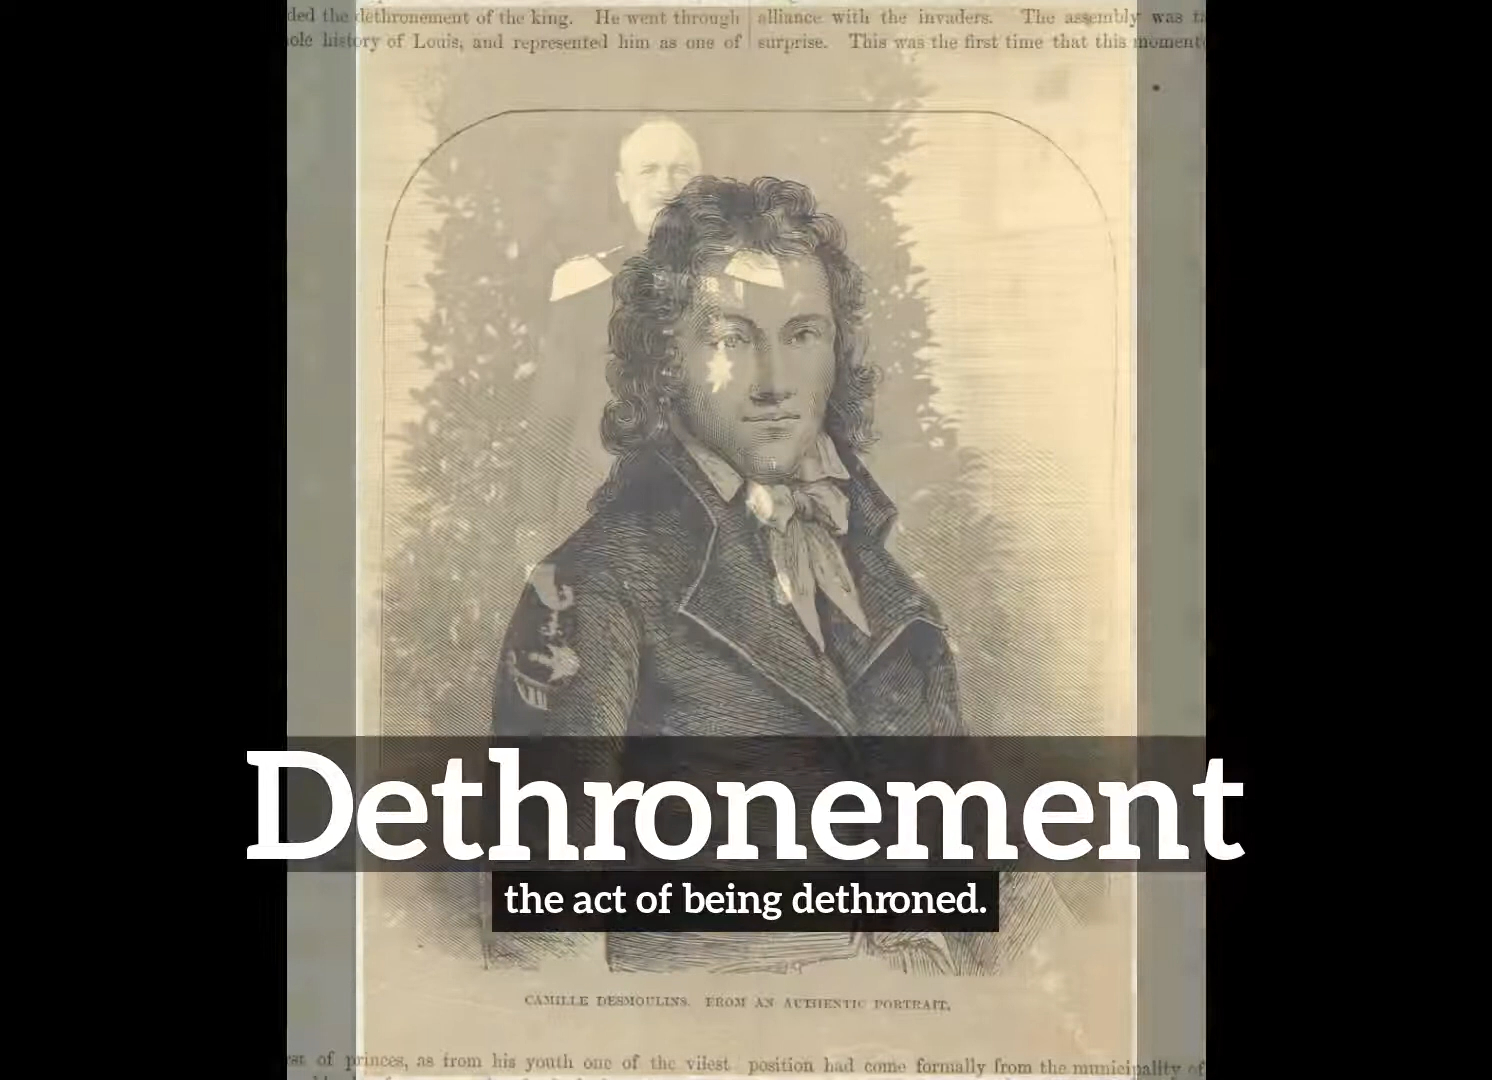 ded the dethronement of the king. He went through
ole history of Louis, and represented him as one of
alliance with the invaders. The assembly was
surprise. This was the first time that this
Dethronement
the act of being dethroned.
CAMILLE DESMOULINS. FROM AN AUTHENTIC PORTRAIT.
of princes, as from his youth one of the vilest
position had come formally from the municipality of